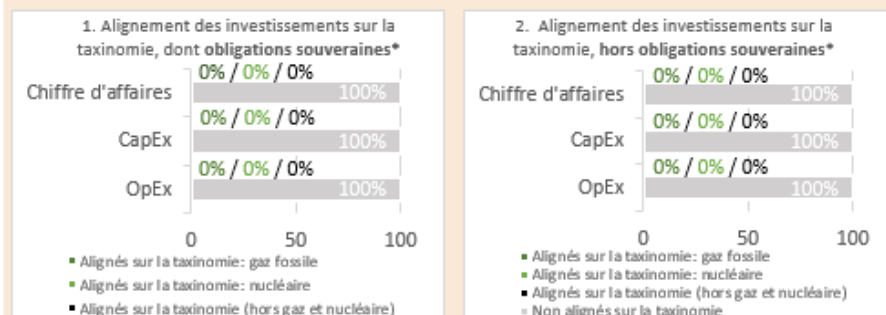 1. Alignement des investissements sur la
taxinomie, dont obligations souveraines*
0% / 0% / 0%
Chiffre d'affaires
100%
0% / 0% / 0%
CapEx
100%
0% / 0% / 0%
OpEx
100%
0 50 100
Alignés sur la taxinomie: gaz fossile
Alignés sur la taxinomie: nucléaire
Alignés sur la taxinomie (hors gaz et nucléaire)
2. Alignement des investissements sur la
taxinomie, hors obligations souveraines*
0% / 0% / 0%
Chiffre d'affaires
100%
0% / 0% / 0%
CapEx
100%
0% / 0% / 0%
OpEx
100%
0 50 100
Alignés sur la taxinomie: gaz fossile
Alignés sur la taxinomie: nucléaire
Alignés sur la taxinomie (hors gaz et nucléaire)
Non alignés sur la taxinomie